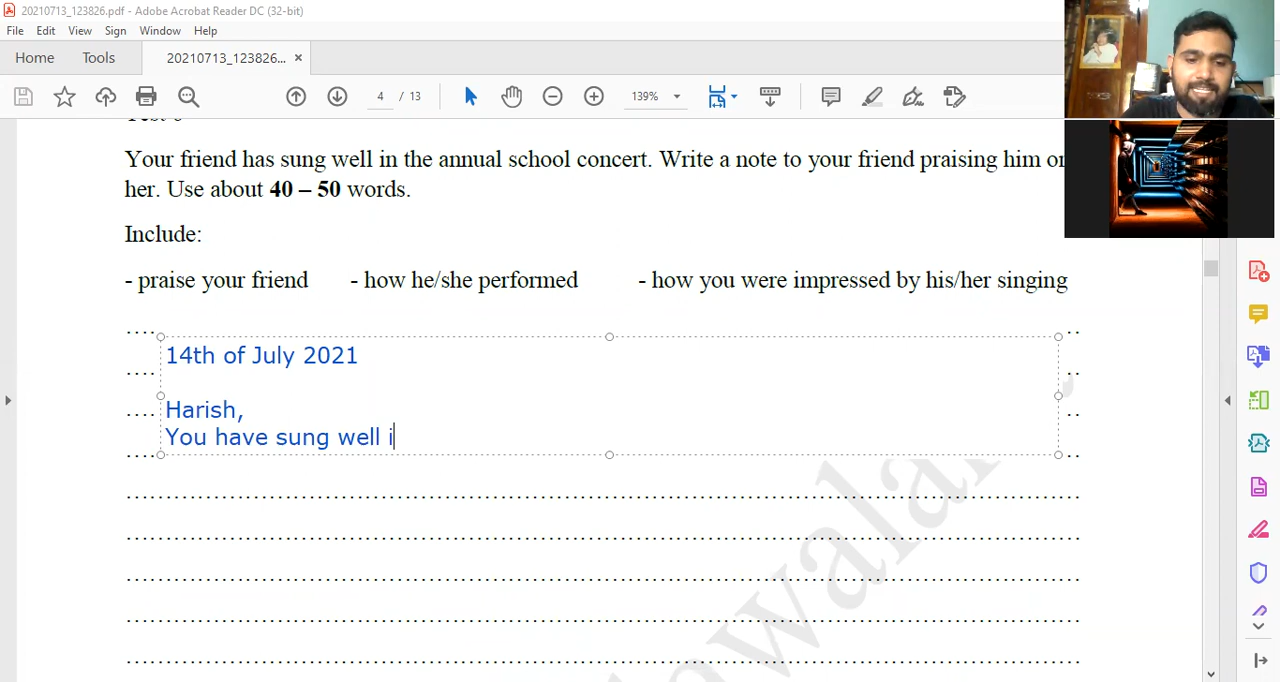 20210713_123826.pdf - Adobe Acrobat Reader DC (32-bit)
File Edit View Sign Window Help
Home Tools 20210713_123826... ×
4 / 13 139%
Your friend has sung well in the annual school concert. Write a note to your friend praising him or
her. Use about 40 – 50 words.
Include:
- praise your friend - how he/she performed - how you were impressed by his/her singing
14th of July 2021
Harish,
You have sung well i